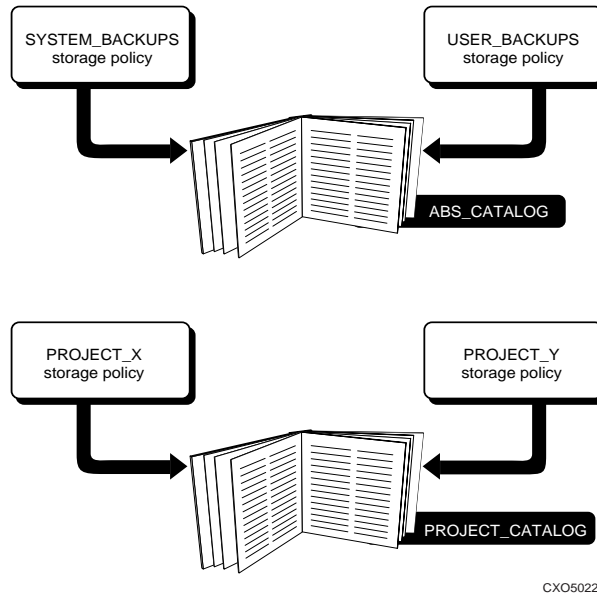 SYSTEM_BACKUPS
storage policy
USER_BACKUPS
storage policy
ABS_CATALOG
PROJECT_X
storage policy
PROJECT_Y
storage policy
PROJECT_CATALOG
CXO5022